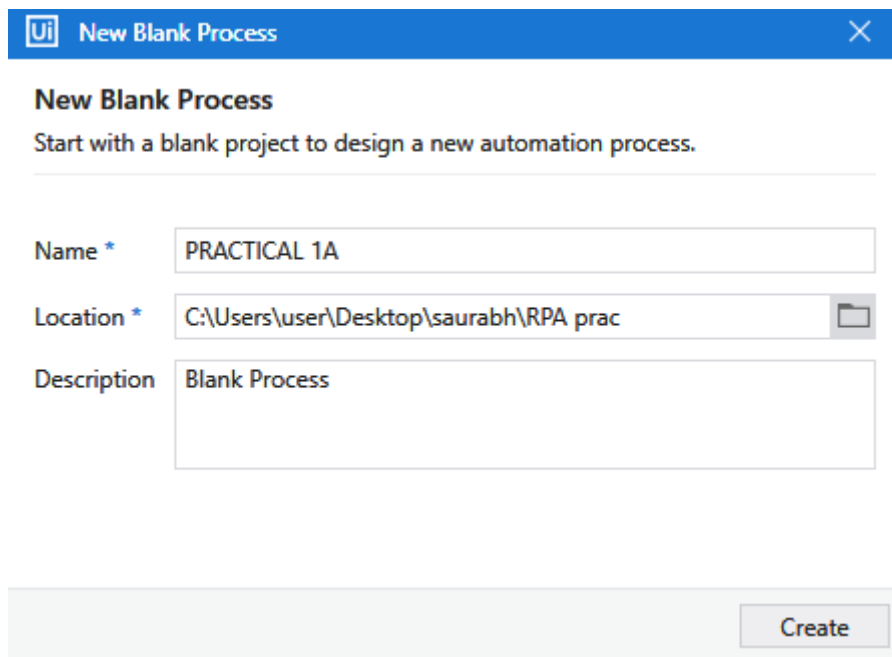 Ui New Blank Process
New Blank Process
Start with a blank project to design a new automation process.
Name * PRACTICAL 1A
Location * C:\Users\user\Desktop\saurabh\RPA prac
Description Blank Process
Create